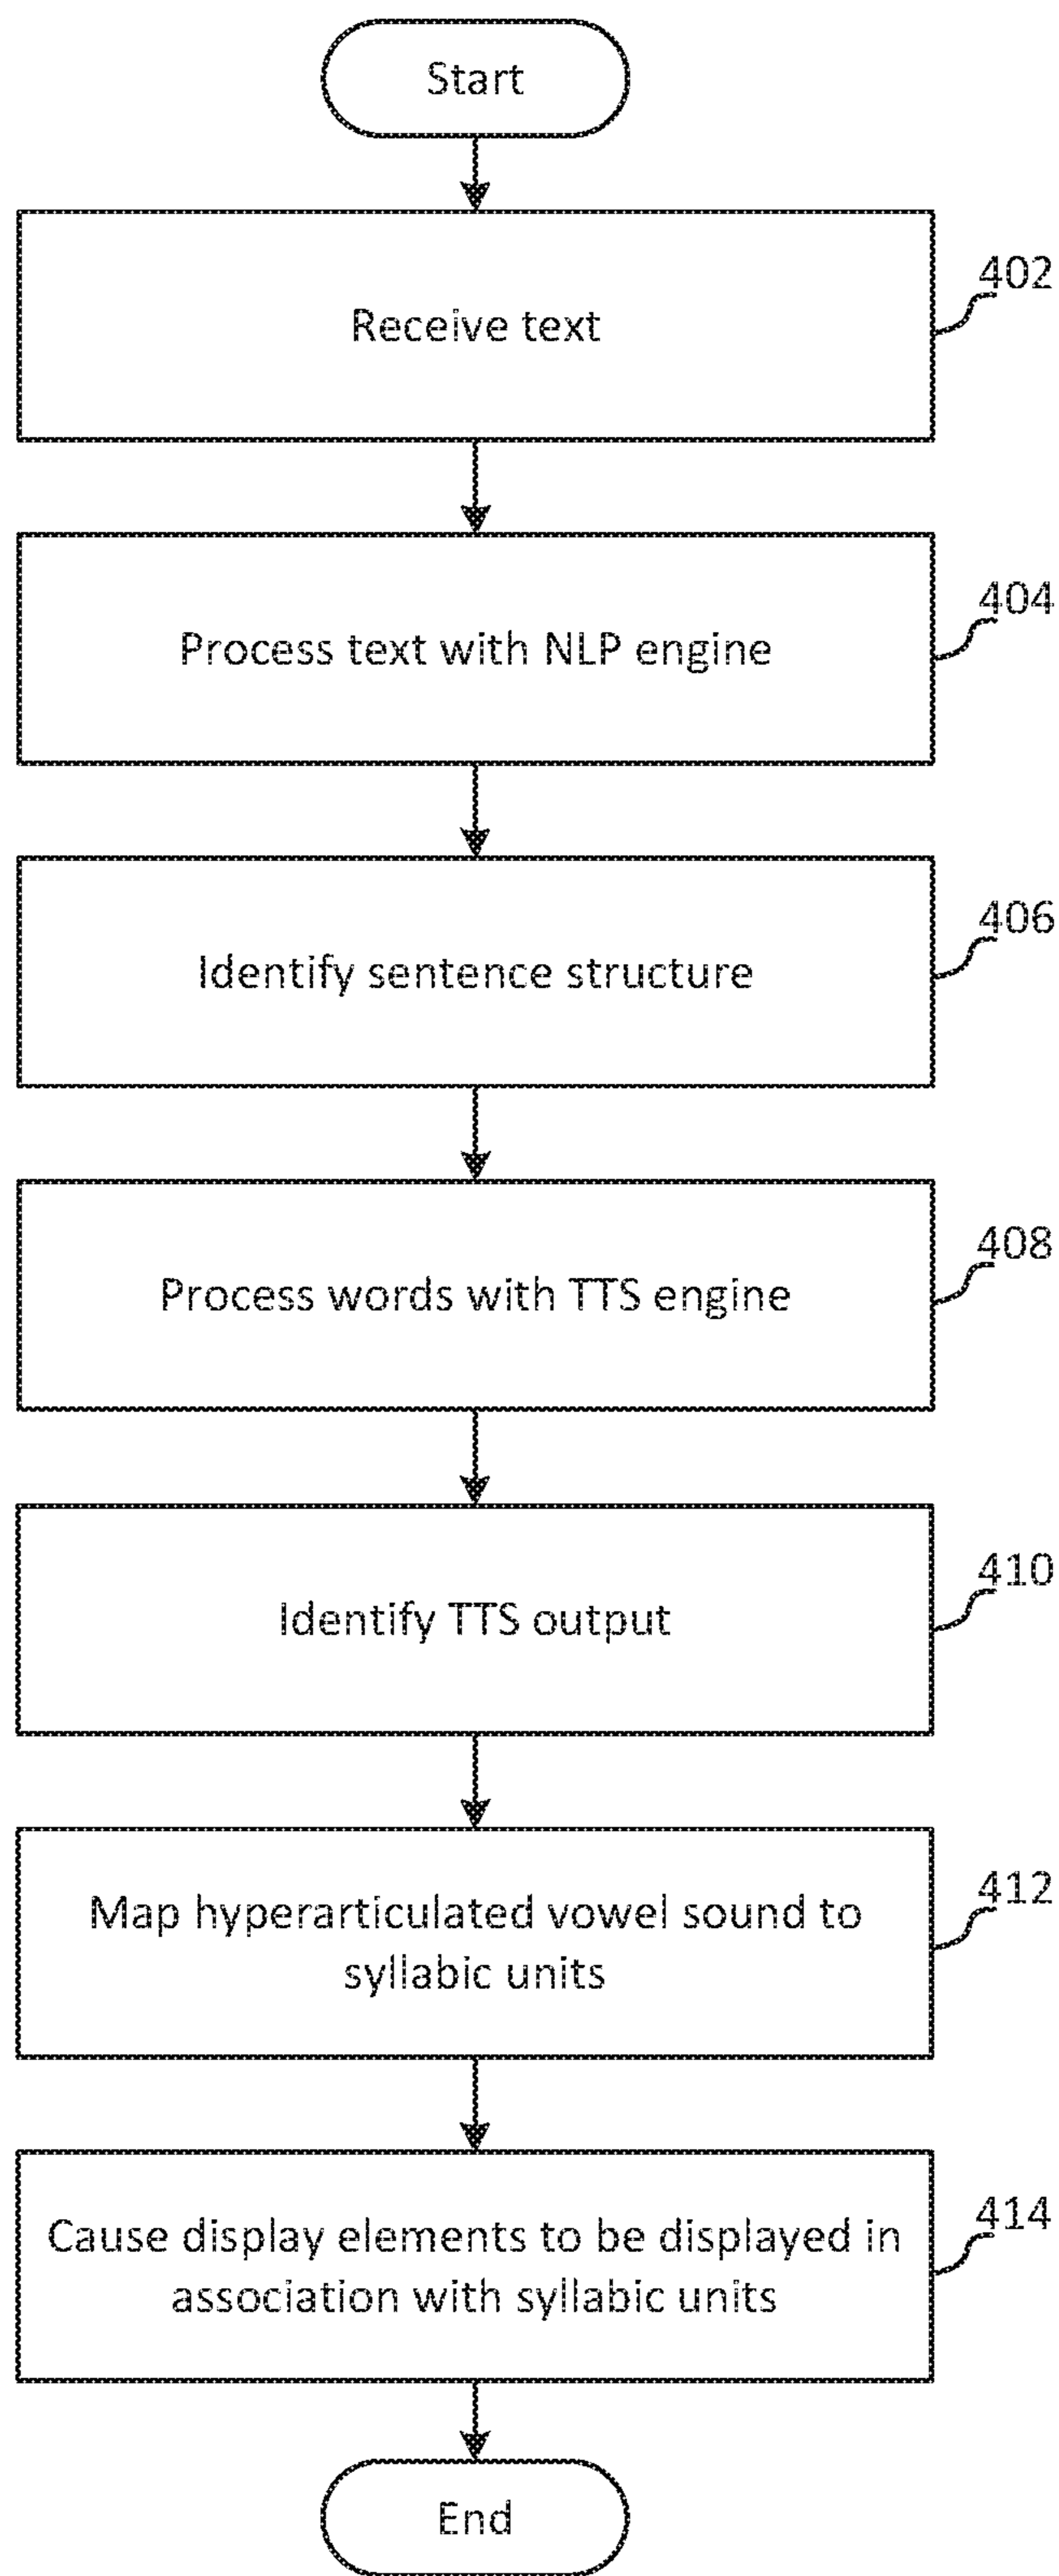 Start
402
Receive text
404
Process text with NLP engine
406
Identify sentence structure
408
Process words with TTS engine
410
Identify TTS output
412
Map hyperarticulated vowel sound to
syllabic units
414
Cause display elements to be displayed in
association with syllabic units
End